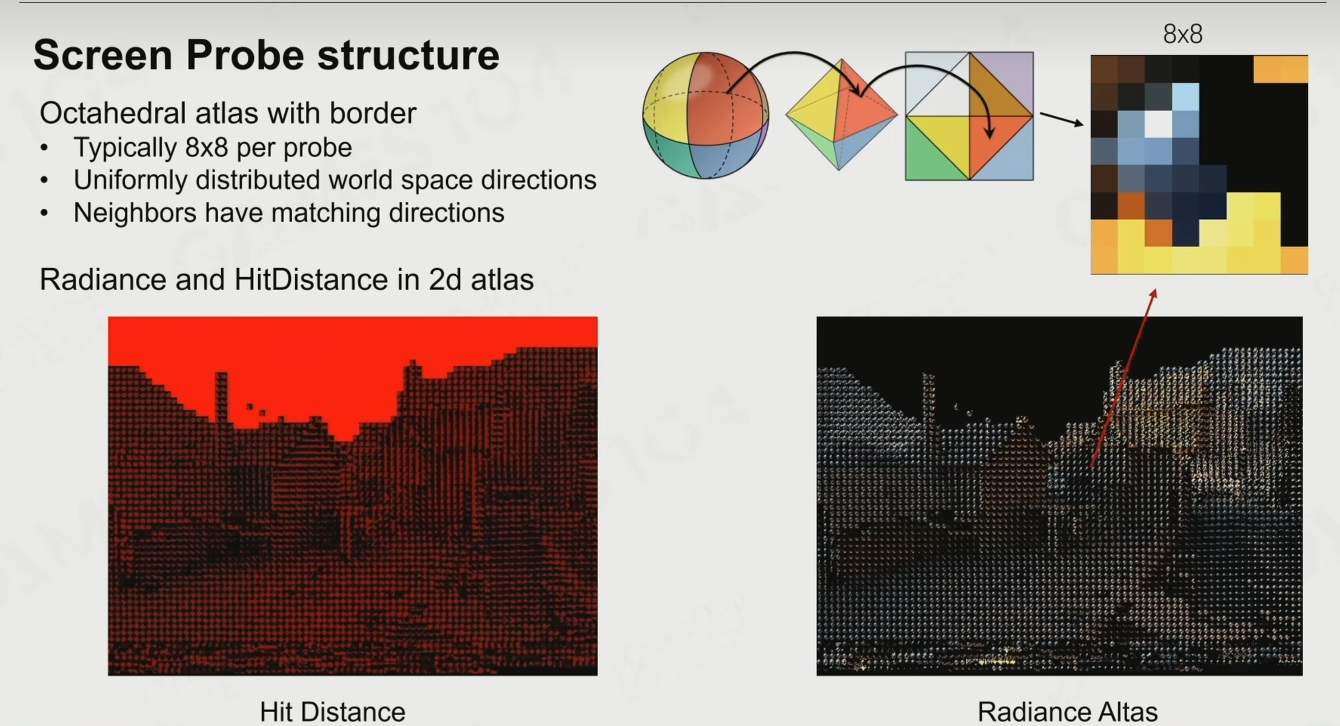 Screen Probe structure
8x8
Octahedral atlas with border
• Typically 8x8 per probe
• Uniformly distributed world space directions
• Neighbors have matching directions
Radiance and HitDistance in 2d atlas
Hit Distance
Radiance Altas